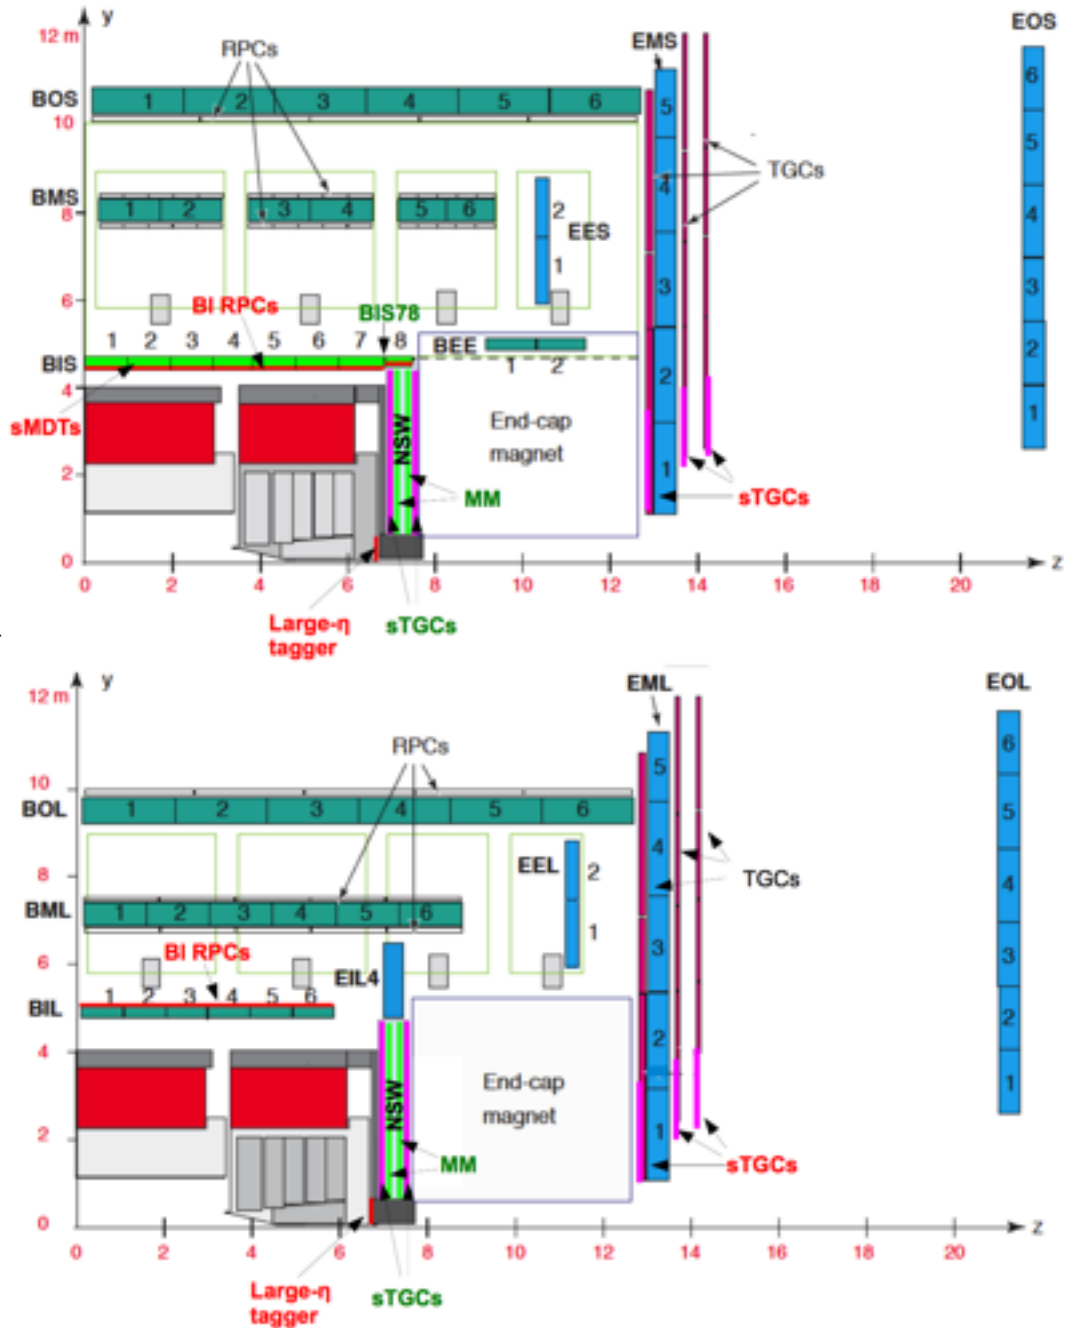 y
12 m
RPCs
EMS
EOS
BOS
1 2 3 4 5 6
10
TGCs
BMS
8
1 2 3 4 5 6
2
EES
1
6
BI RPCs
BIS78
1 2 3 4 5 6 7 8
BEE
1 2
BIS
4
sMDTs
NSW
End-cap
magnet
2
MM
sTGCs
5
4
3
2
1
6
5
4
3
2
1
0
0 2 4 6 8 10 12 14 16 18 20
z
Large-η
tagger
sTGCs
y
12 m
EML
EOL
RPCs
10
BOL
1 2 3 4 5 6
8
EEL
2
1
TGCs
BML
1 2 3 4 5 6
6
BI RPCs
EIL4
1 2 3 4 5 6
BIL
4
NSW
End-cap
magnet
2
MM
sTGCs
5
4
3
2
1
6
5
4
3
2
1
0
0 2 4 6 8 10 12 14 16 18 20
z
Large-η
tagger
sTGCs